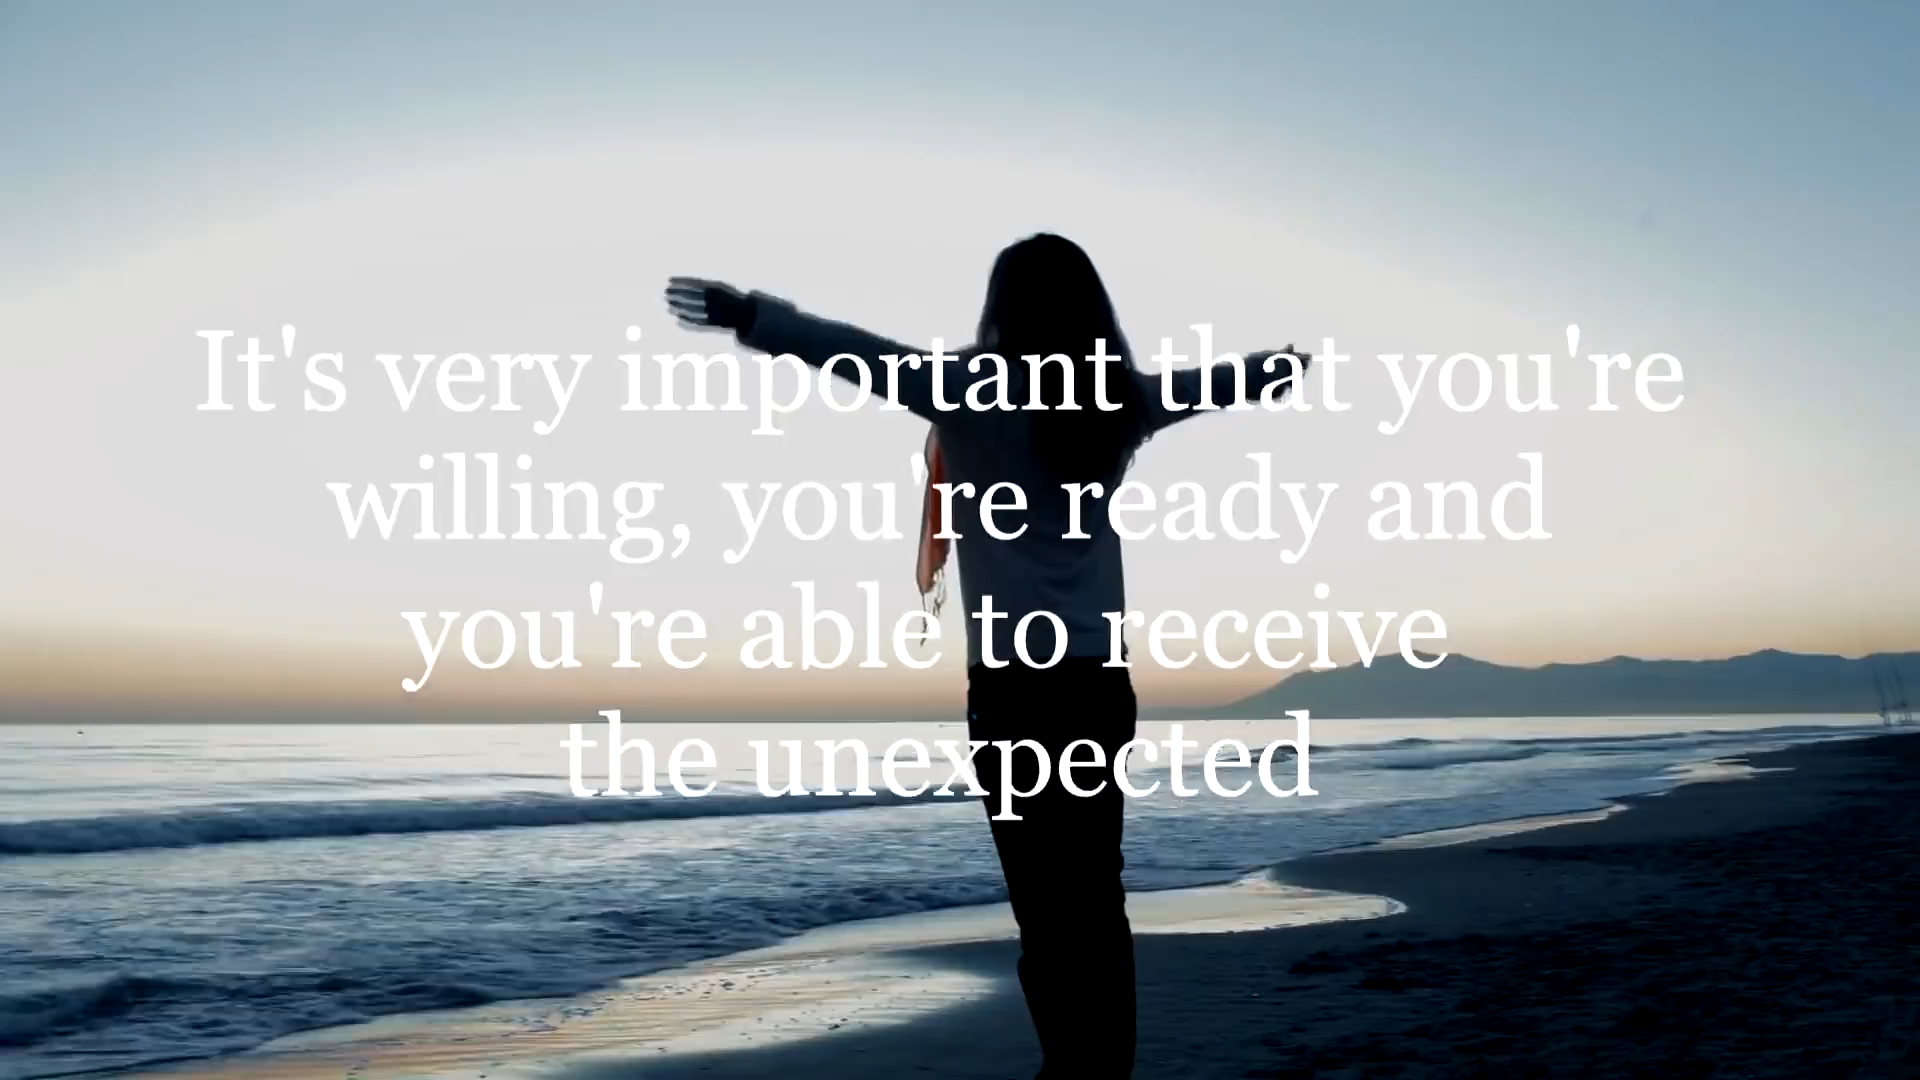 It's very important that you're
willing, you're ready and
you're able to receive
the unexpected